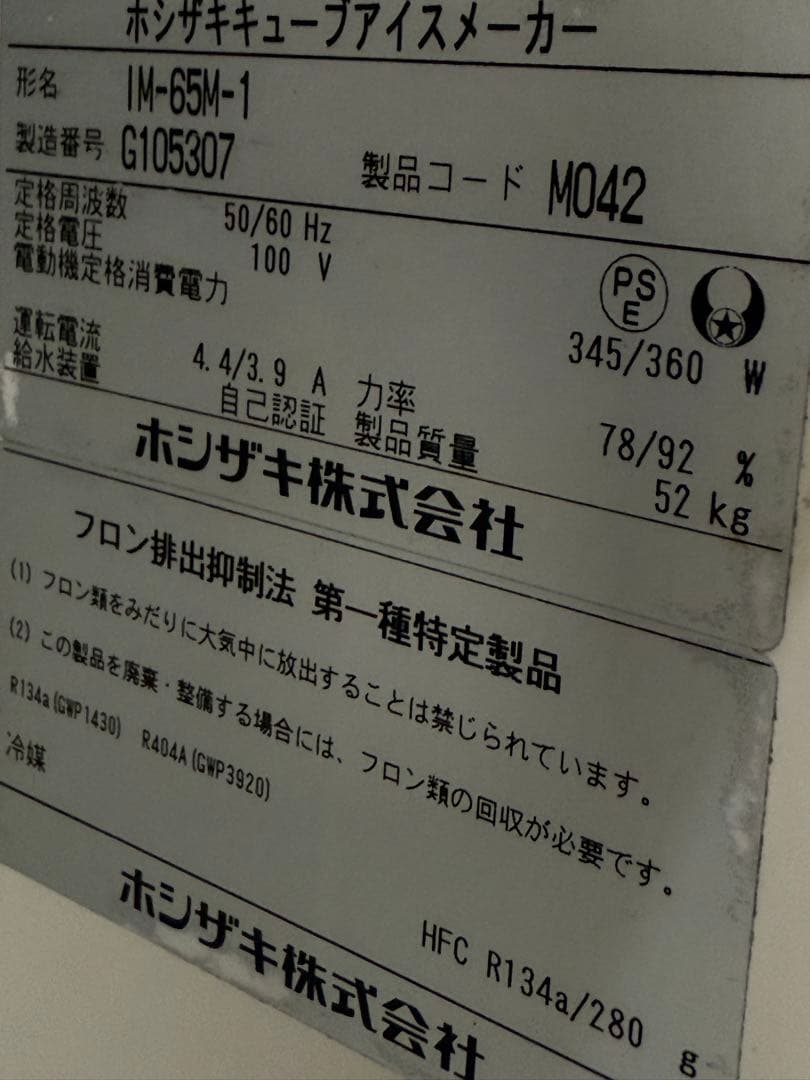 ホシザキキューブアイスメーカー
形名 IM-65M-1
製造番号 G105307 製品コード M042
定格周波数 50/60 Hz
定格電圧 100 V
電動機定格消費電力 345/360 W
PS
E
運転電流 4.4/3.9 A 力率 78/92 %
給水装置 自己認証 製品質量 52 kg
ホシザキ株式会社
フロン排出抑制法 第一種特定製品
(1) フロン類をみだりに大気中に放出することは禁じられています。
(2) この製品を廃棄・整備する場合には、フロン類の回収が必要です。
R134a(GWP1430) R404A(GWP3920)
冷媒 HFC R134a/280 g
ホシザキ株式会社